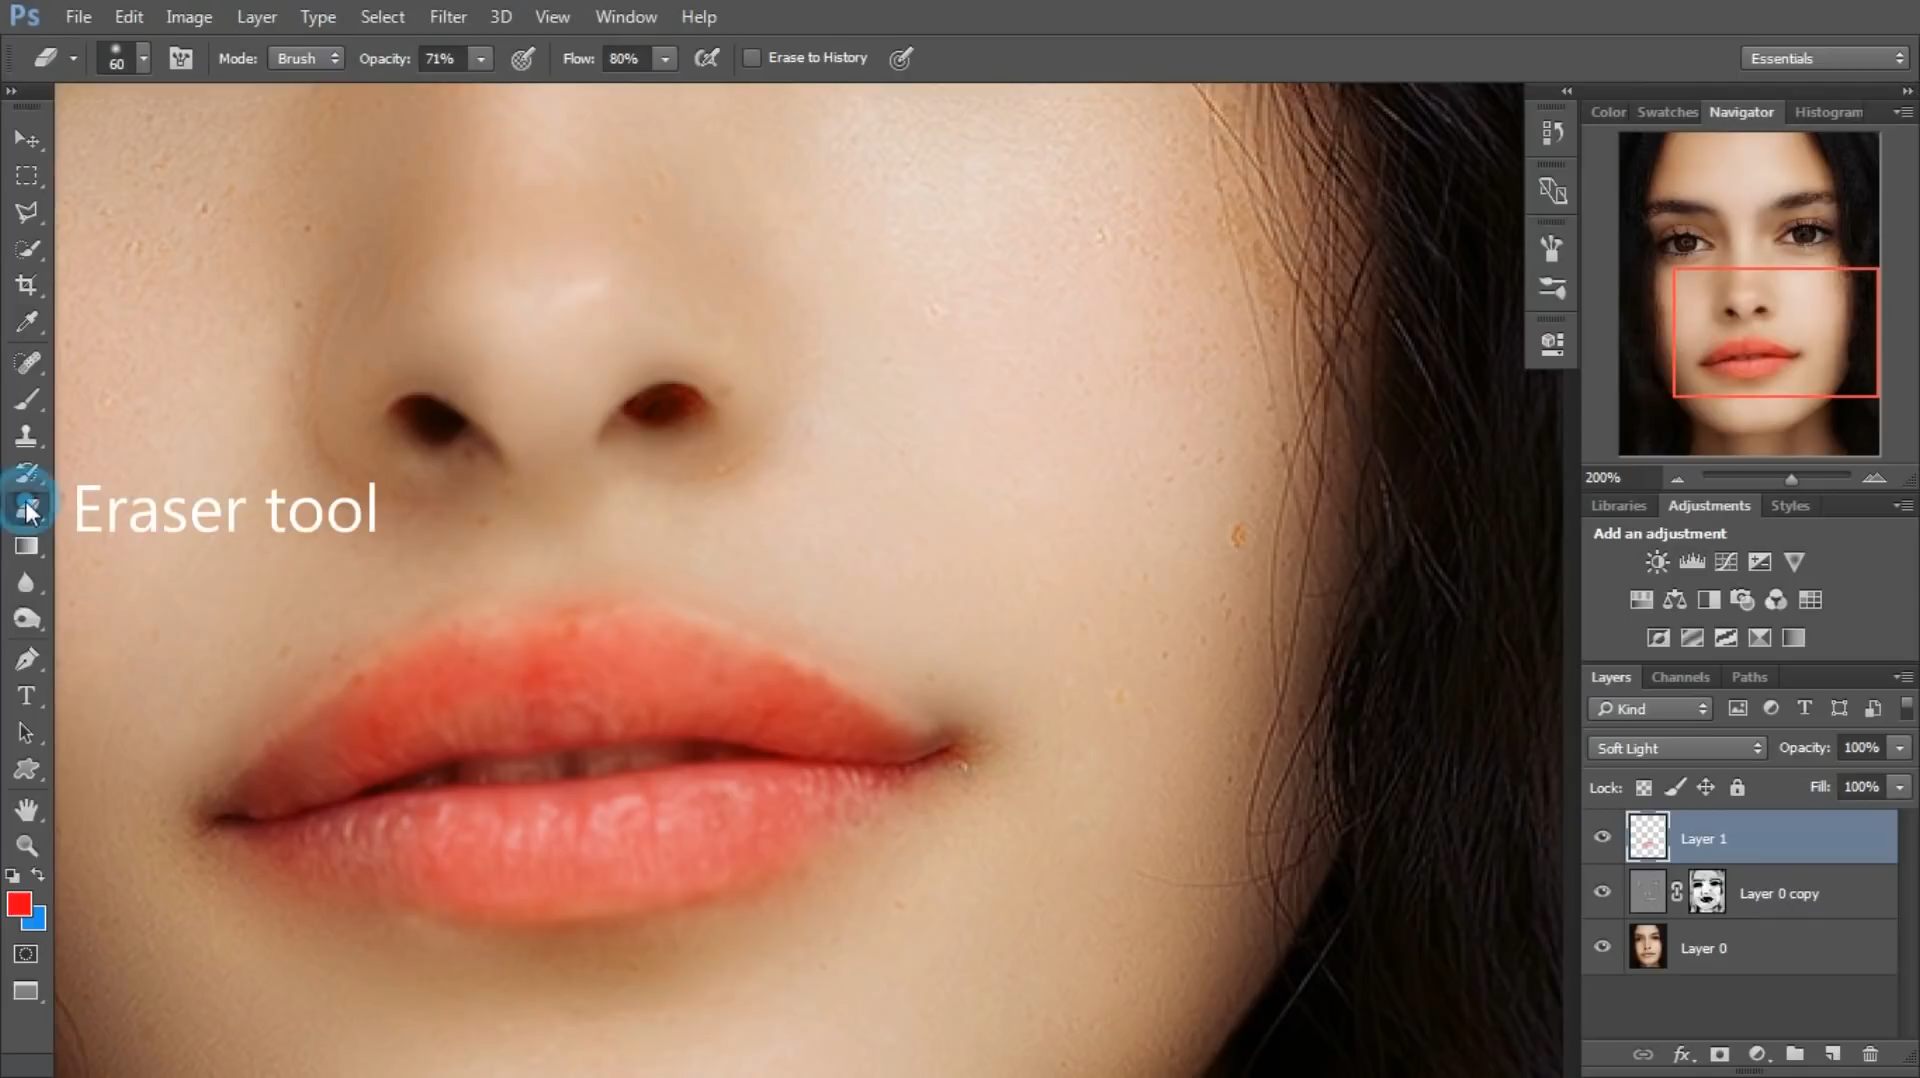 Ps File Edit Image Layer Type Select Filter 3D View Window Help
60 Mode: Brush Opacity: 71% Flow: 80% Erase to History Essentials
Color Swatches Navigator Histogram
200%
Libraries Adjustments Styles
Add an adjustment
Eraser tool
T
Layers Channels Paths
Kind T
Soft Light Opacity: 100%
Lock: Fill: 100%
Layer 1
Layer 0 copy
Layer 0
fx